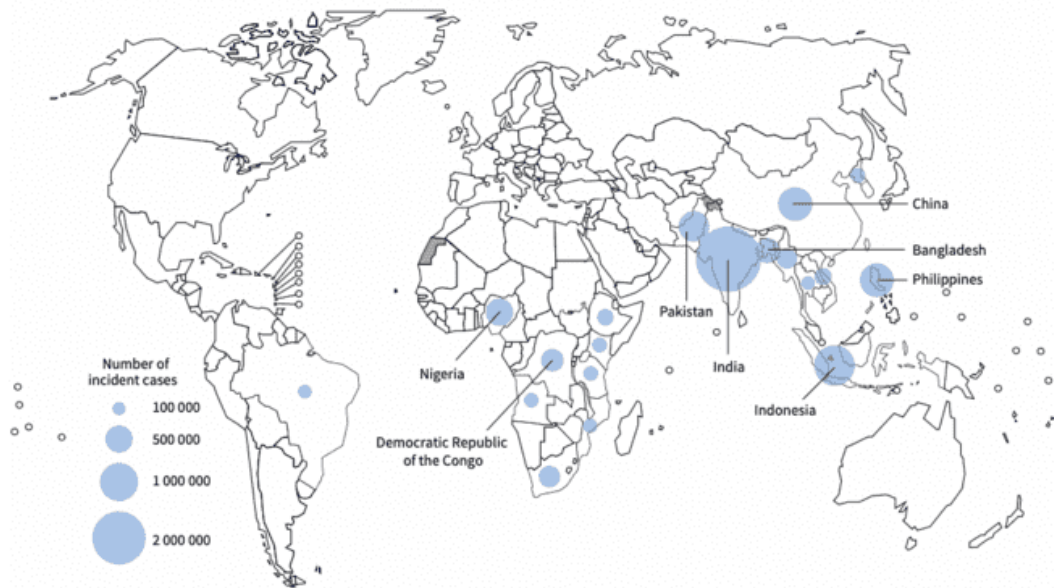 China
Bangladesh
Philippines
Pakistan
India
Nigeria
Indonesia
Democratic Republic
of the Congo
Number of
incident cases
100 000
500 000
1 000 000
2 000 000